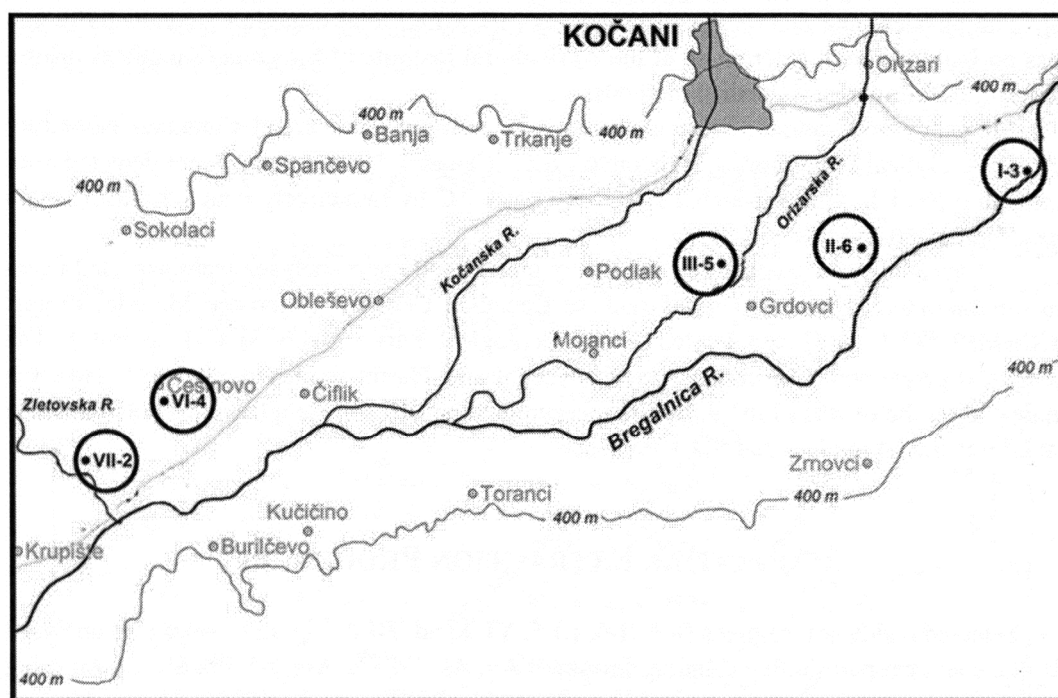 KOČANI
Orizari
400 m
400 m
400 m
Banja
Trkanje
Spančevo
I-3
400 m
Orizarska R.
Sokolaci
Kočanska R.
II-6
III-5
Podlak
Obleševo
Grdovci
Mojanci
400 m
Češinovo
Čiflik
VI-4
Zletovska R.
Bregalnica R.
VII-2
Zrnovci
Toranci
400 m
400 m
Kučičino
Krupište
Burilčevo
400 m